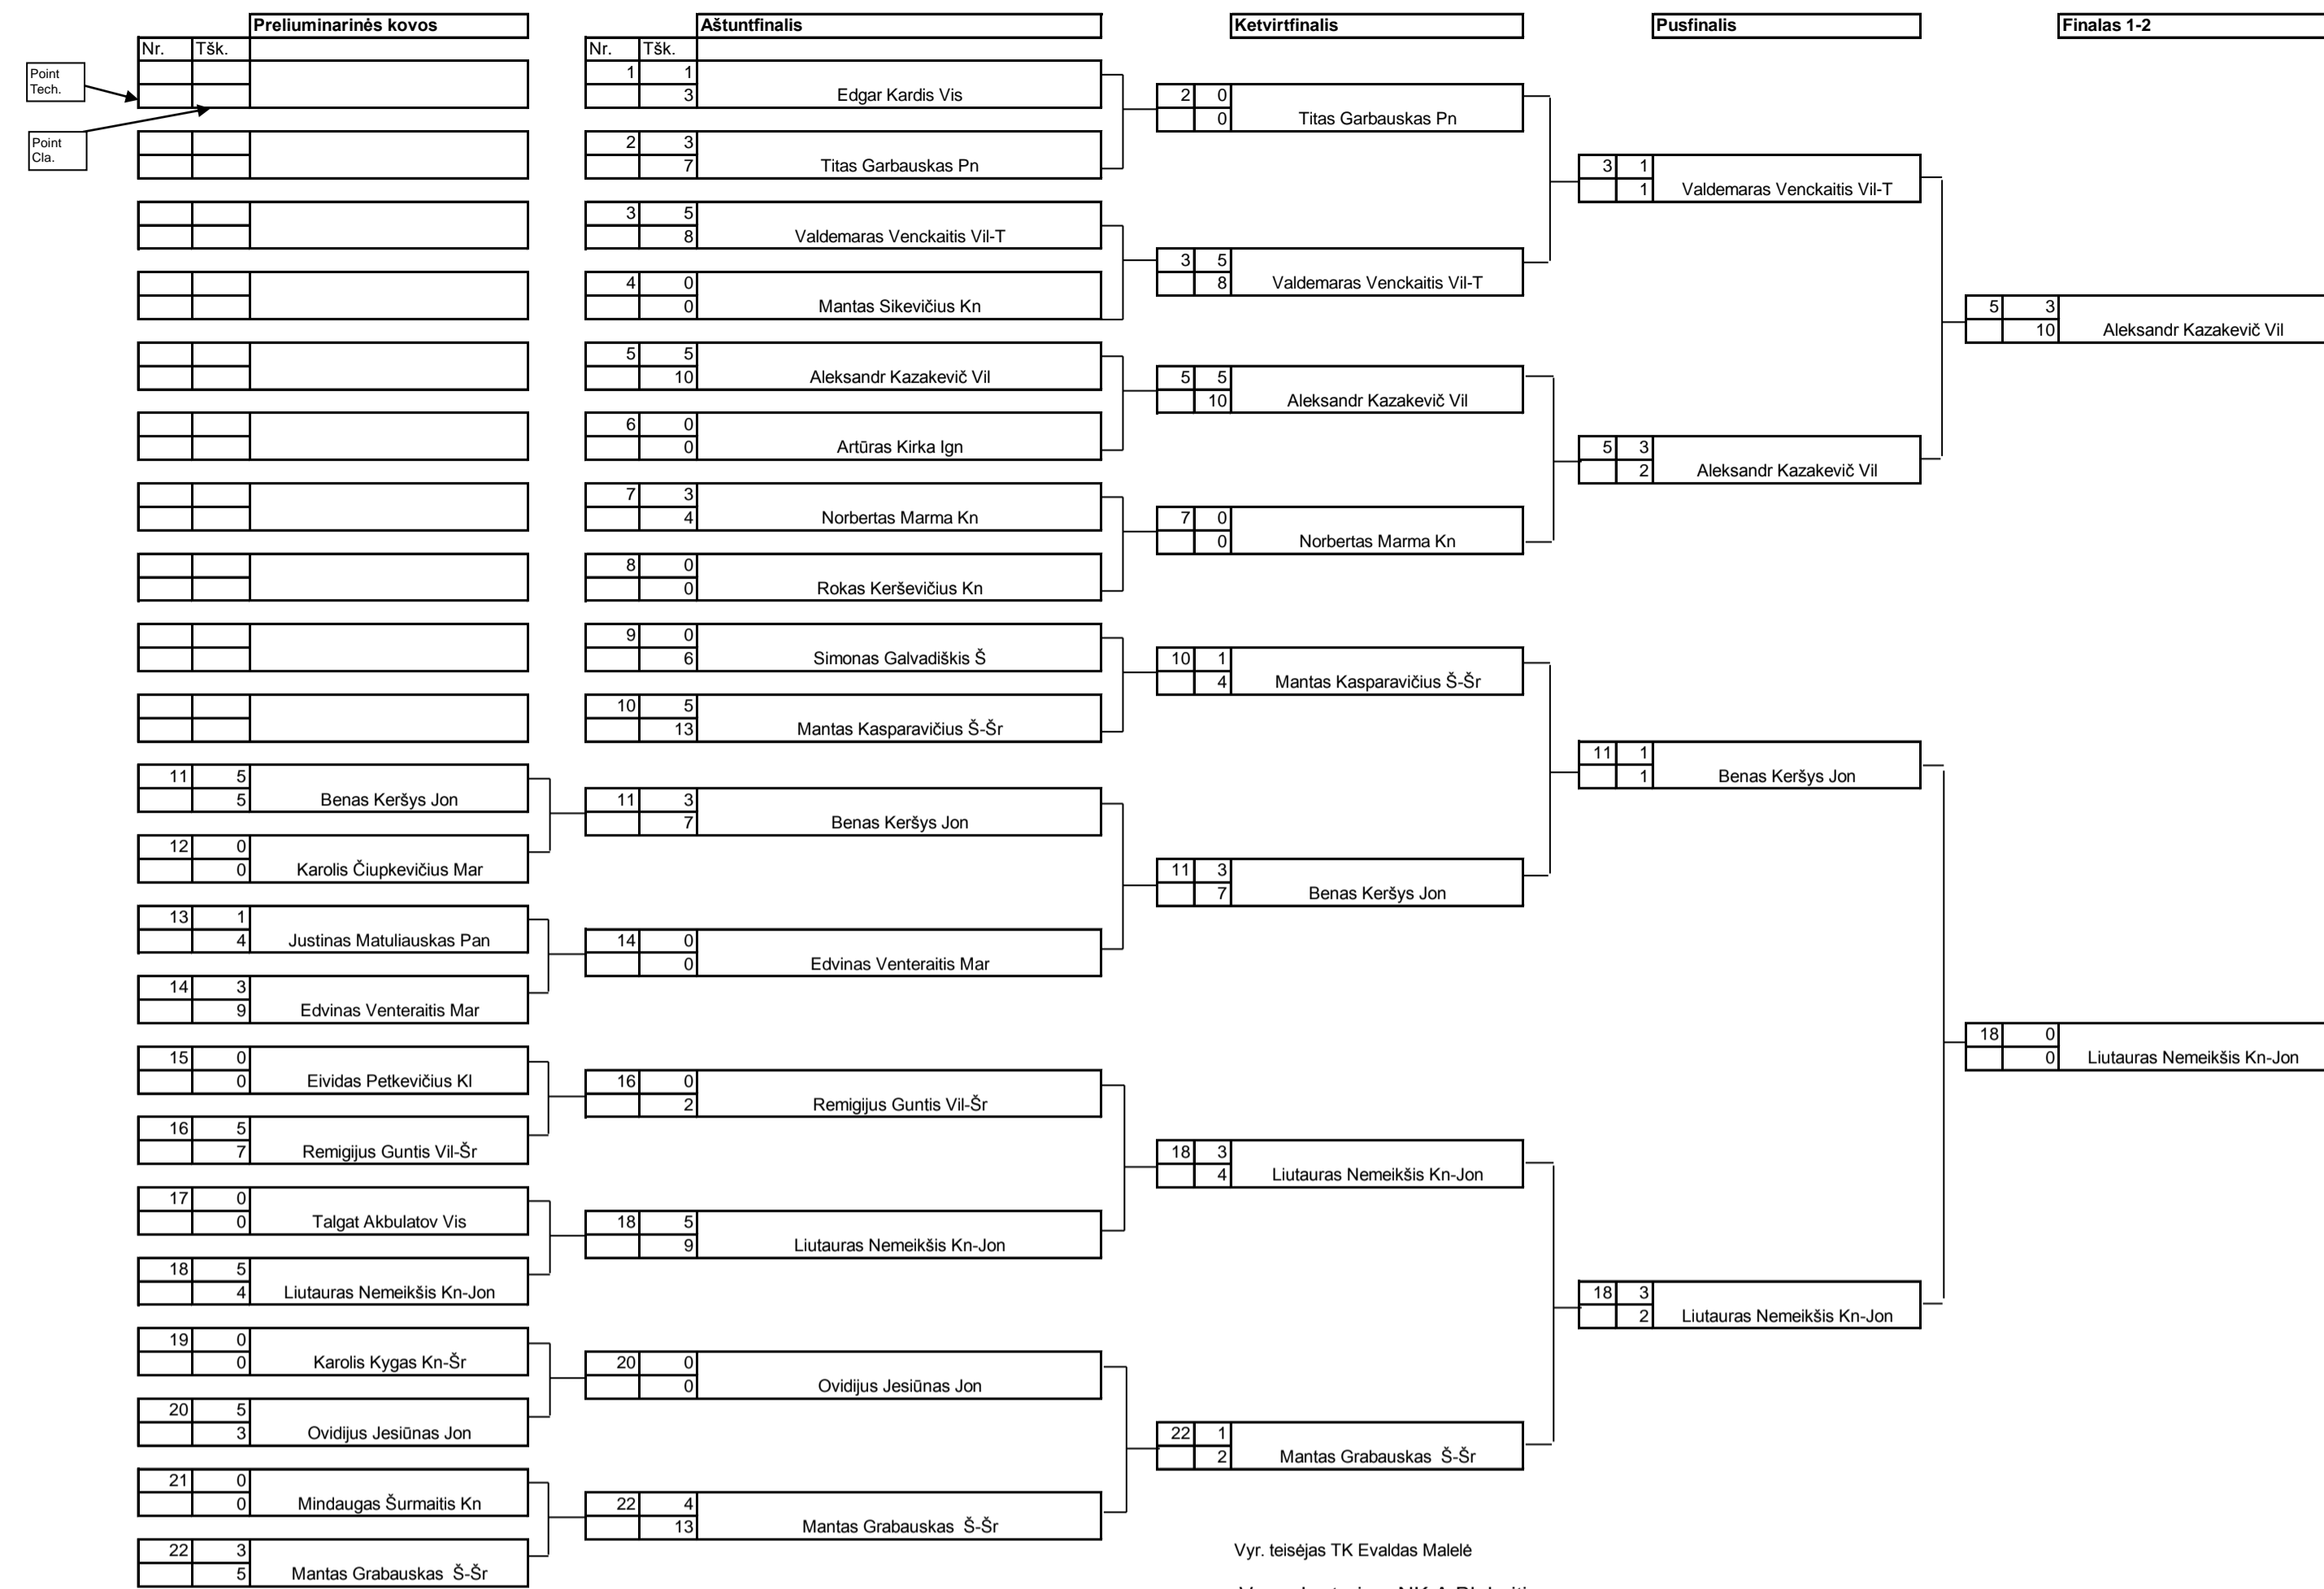 Preliuminarinės kovos
Aštuntfinalis
Ketvirtfinalis
Pusfinalis
Finalas 1-2
Nr. Tšk.
Nr. Tšk.
Point
Tech.
Point
Cla.
11 5
5 Benas Keršys Jon
12 0
0 Karolis Čiupkevičius Mar
13 1
4 Justinas Matuliauskas Pan
14 3
9 Edvinas Venteraitis Mar
15 0
0 Eividas Petkevičius Kl
16 5
7 Remigijus Guntis Vil-Šr
17 0
0 Talgat Akbulatov Vis
18 5
4 Liutauras Nemeikšis Kn-Jon
19 0
0 Karolis Kygas Kn-Šr
20 5
3 Ovidijus Jesiūnas Jon
21 0
0 Mindaugas Šurmaitis Kn
22 3
5 Mantas Grabauskas Š-Šr
1 1
3 Edgar Kardis Vis
2 3
7 Titas Garbauskas Pn
3 5
8 Valdemaras Venckaitis Vil-T
4 0
0 Mantas Sikevičius Kn
5 5
10 Aleksandr Kazakevič Vil
6 0
0 Artūras Kirka Ign
7 3
4 Norbertas Marma Kn
8 0
0 Rokas Kerševičius Kn
9 0
6 Simonas Galvadiškis Š
10 5
13 Mantas Kasparavičius Š-Šr
11 3
7 Benas Keršys Jon
14 0
0 Edvinas Venteraitis Mar
16 0
2 Remigijus Guntis Vil-Šr
18 5
9 Liutauras Nemeikšis Kn-Jon
20 0
0 Ovidijus Jesiūnas Jon
22 4
13 Mantas Grabauskas Š-Šr
2 0
0 Titas Garbauskas Pn
3 5
8 Valdemaras Venckaitis Vil-T
5 5
10 Aleksandr Kazakevič Vil
7 0
0 Norbertas Marma Kn
10 1
4 Mantas Kasparavičius Š-Šr
11 3
7 Benas Keršys Jon
18 3
4 Liutauras Nemeikšis Kn-Jon
22 1
2 Mantas Grabauskas Š-Šr
3 1
1 Valdemaras Venckaitis Vil-T
5 3
2 Aleksandr Kazakevič Vil
11 1
1 Benas Keršys Jon
18 3
2 Liutauras Nemeikšis Kn-Jon
5 3
10 Aleksandr Kazakevič Vil
18 0
0 Liutauras Nemeikšis Kn-Jon
Vyr. teisėjas TK Evaldas Malelė